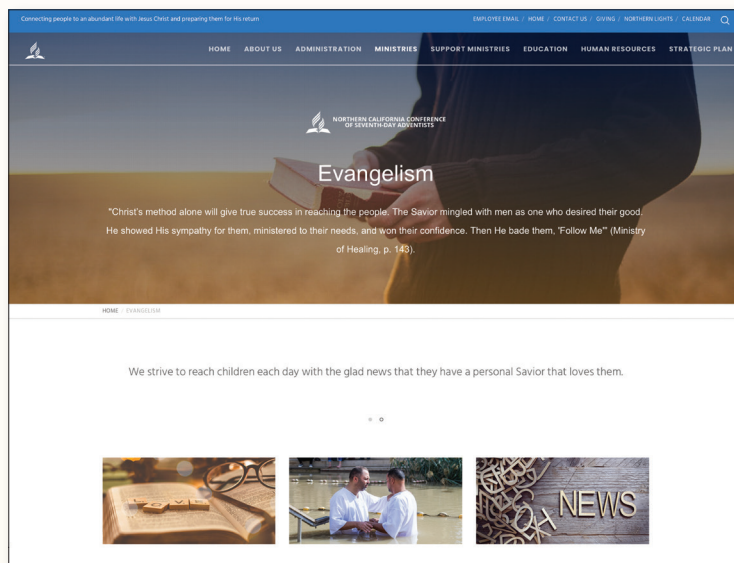 Connecting people to an abundant life with Jesus Christ and preparing them for His return
EMPLOYEE EMAIL / HOME / CONTACT US / GIVING / NORTHERN LIGHTS / CALENDAR
HOME ABOUT US ADMINISTRATION MINISTRIES SUPPORT MINISTRIES EDUCATION HUMAN RESOURCES STRATEGIC PLAN
NORTHERN CALIFORNIA CONFERENCE
OF SEVENTH-DAY ADVENTISTS
Evangelism
"Christ's method alone will give true success in reaching the people. The Savior mingled with men as one who desired their good.
He showed His sympathy for them, ministered to their needs, and won their confidence. Then He bade them, 'Follow Me'" (Ministry
of Healing, p. 143).
HOME / EVANGELISM
We strive to reach children each day with the glad news that they have a personal Savior that loves them.
LOVE
NEWS